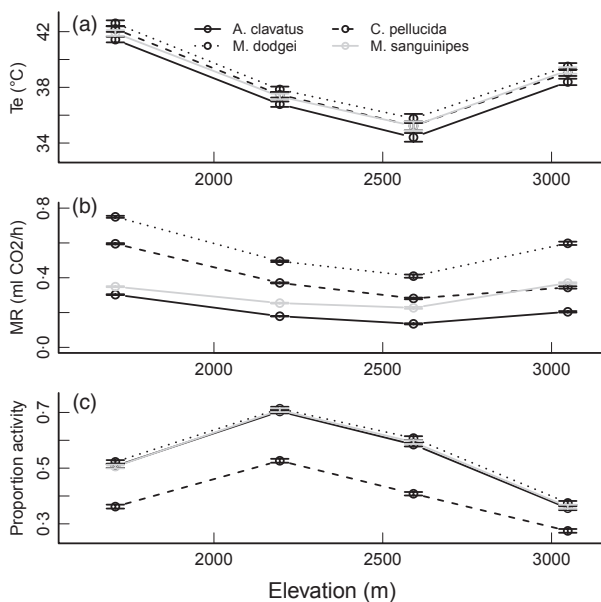 (a)
A. clavatus
C. pellucida
M. dodgei
M. sanguinipes
Te (°C)
42
38
34
2000
2500
3000
(b)
MR (ml CO2/h)
0·8
0·4
0·0
2000
2500
3000
(c)
Proportion activity
0·7
0·5
0·3
2000
2500
3000
Elevation (m)